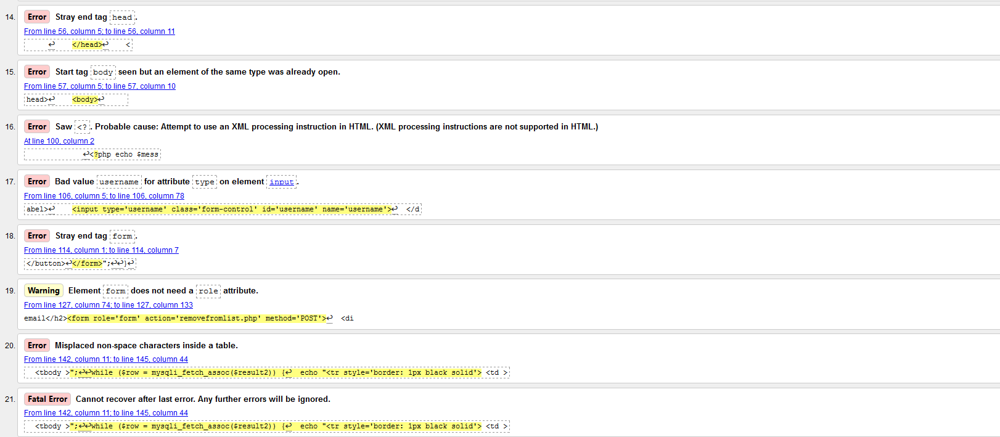 14. Error Stray end tag head.
From line 56, column 5; to line 56, column 11
↩ </head>↩ <
15. Error Start tag body seen but an element of the same type was already open.
From line 57, column 5; to line 57, column 10
head>↩ <body>↩
16. Error Saw <?. Probable cause: Attempt to use an XML processing instruction in HTML. (XML processing instructions are not supported in HTML.)
At line 100, column 2
↩<?php echo $mess
17. Error Bad value username for attribute type on element input.
From line 106, column 5; to line 106, column 78
abel>↩ <input type='username' class='form-control' id='username' name='username'>↩ </d
18. Error Stray end tag form.
From line 114, column 1; to line 114, column 7
</button>↩</form>";↩↩}↩
19. Warning Element form does not need a role attribute.
From line 127, column 74; to line 127, column 133
email</h2><form role='form' action='removefromlist.php' method='POST'>↩ <di
20. Error Misplaced non-space characters inside a table.
From line 142, column 11; to line 145, column 44
<tbody >";↩↩while ($row = mysqli_fetch_assoc($result2)) {↩ echo "<tr style='border: 1px black solid'> <td >
21. Fatal Error Cannot recover after last error. Any further errors will be ignored.
From line 142, column 11; to line 145, column 44
<tbody >";↩↩while ($row = mysqli_fetch_assoc($result2)) {↩ echo "<tr style='border: 1px black solid'> <td >